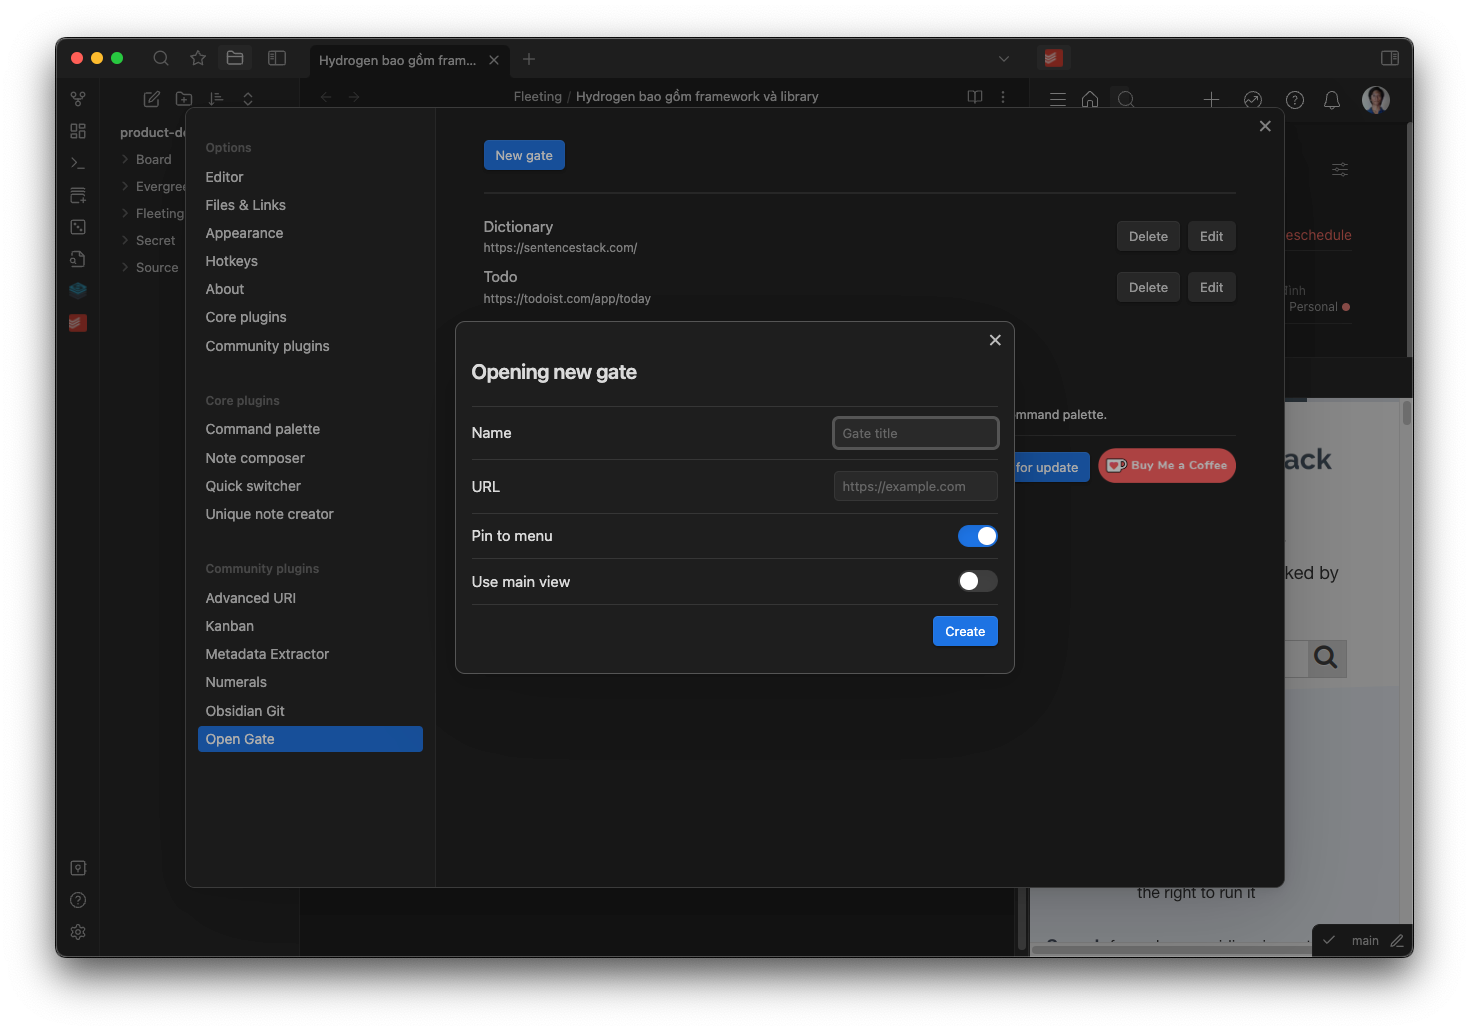 Hydrogen bao gồm fram...
Fleeting / Hydrogen bao gồm framework và library
Board
Fleeting
Secret
Source
Options
Editor
Files & Links
Appearance
Hotkeys
About
Core plugins
Community plugins
Core plugins
Command palette
Note composer
Quick switcher
Unique note creator
Community plugins
Advanced URI
Kanban
Metadata Extractor
Numerals
Obsidian Git
Open Gate
New gate
Dictionary
https://sentencestack.com/
Delete
Edit
Todo
https://todoist.com/app/today
Delete
Edit
palette.
for update
Buy Me a Coffee
Opening new gate
Name
Gate title
URL
https://example.com
Pin to menu
Use main view
Create
Personal
ked by
the right to run it
main